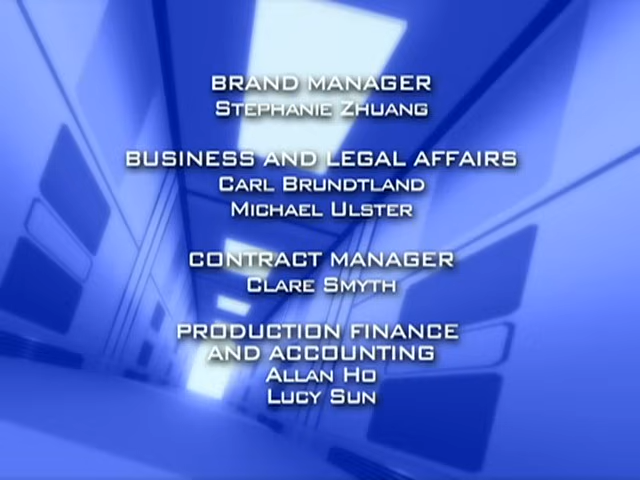 BRAND MANAGER
STEPHANIE ZHUANG
BUSINESS AND LEGAL AFFAIRS
CARL BRUNDTLAND
MICHAEL ULSTER
CONTRACT MANAGER
CLARE SMYTH
PRODUCTION FINANCE
AND ACCOUNTING
ALLAN HO
LUCY SUN